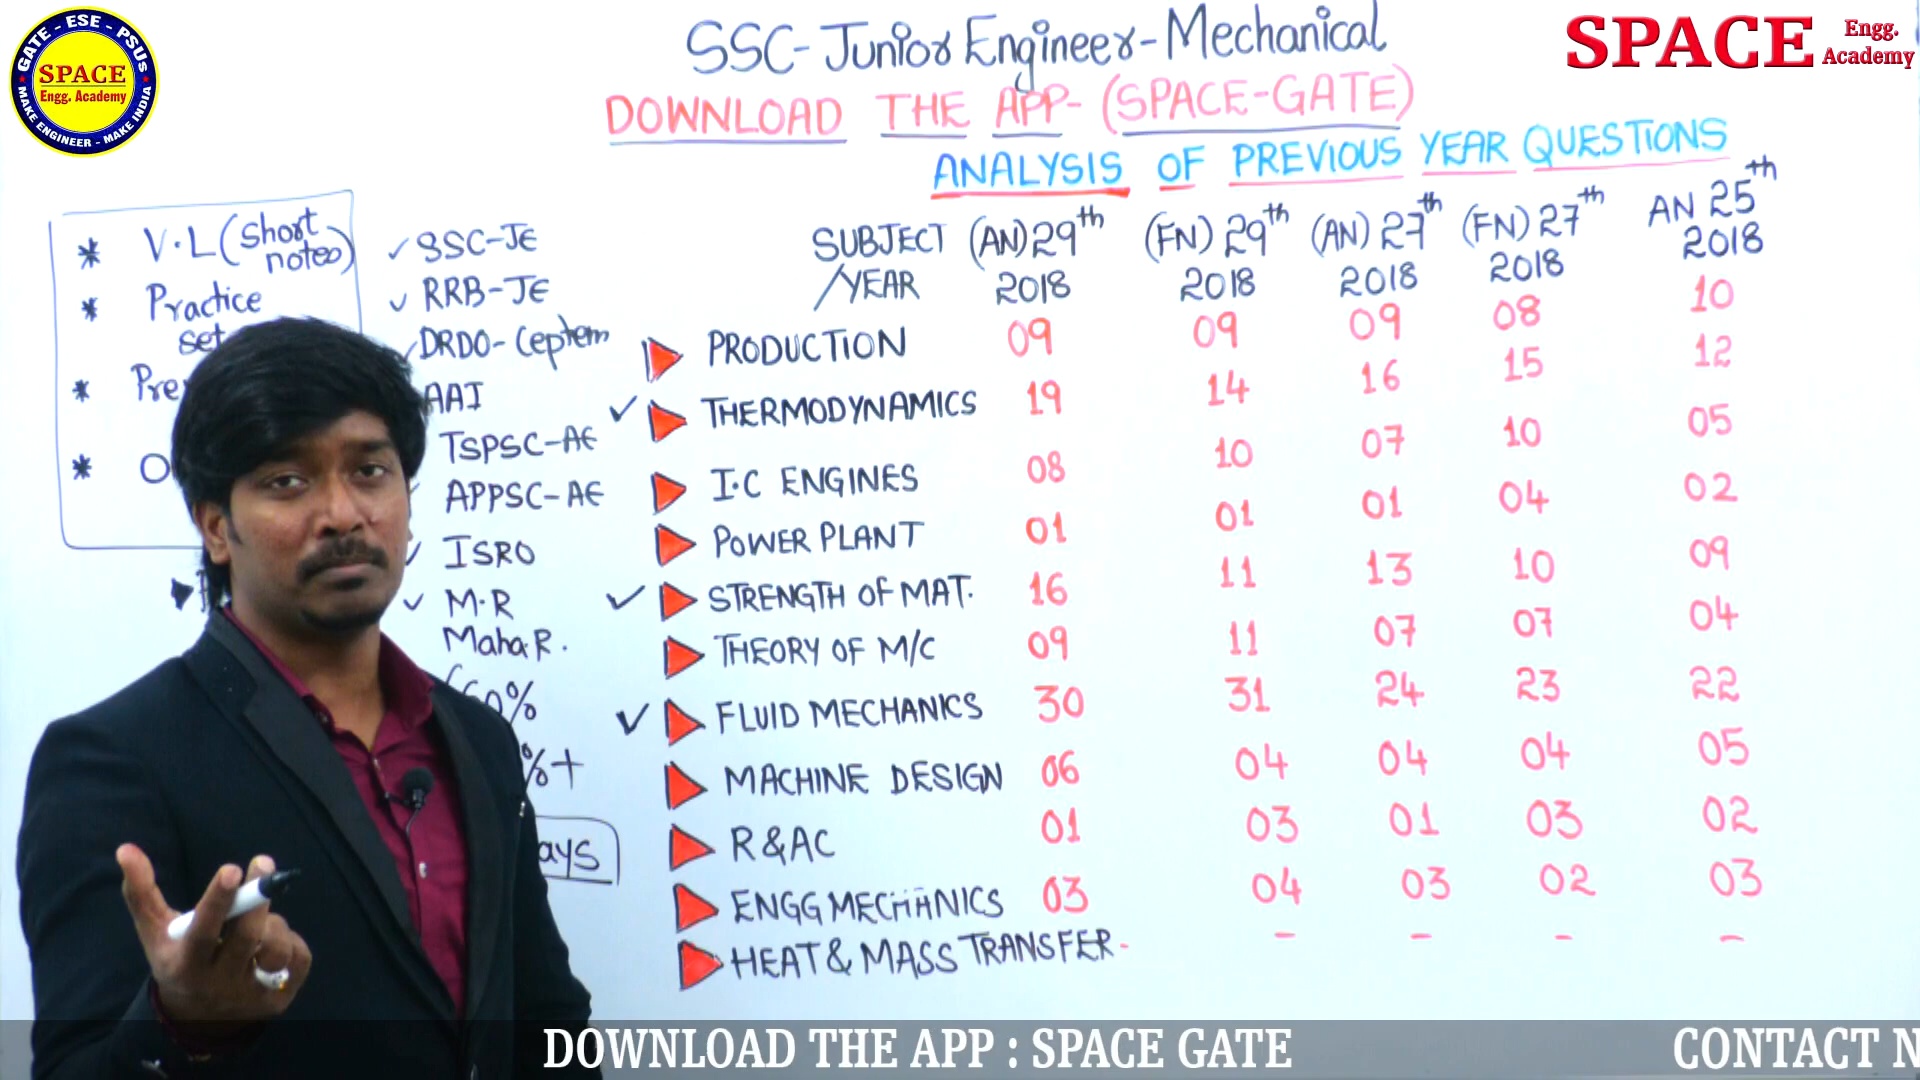 GATE - ESE - PSUs
SPACE
Engg. Academy
MAKE ENGINEER - MAKE INDIA
SPACE Engg. Academy
SSC-Junior Engineer-Mechanical
DOWNLOAD THE APP-(SPACE-GATE)
ANALYSIS OF PREVIOUS YEAR QUESTIONS
* V.L (Short notes)
* Practice set
* Pre
* O
✓ SSC-JE
✓ RRB-JE
✓ DRDO-Ceptem
AAI
TSPSC-AE
APPSC-AE
✓ ISRO
✓ M.R
Maha.R.
60%
%+
ays
SUBJECT /YEAR (AN) 29th 2018 (FN) 29th 2018 (AN) 27th 2018 (FN) 27th 2018 AN 25th 2018
PRODUCTION 09 09 09 08 10
✓ THERMODYNAMICS 19 14 16 15 12
I.C ENGINES 08 10 07 10 05
POWER PLANT 01 01 01 04 02
✓ STRENGTH OF MAT. 16 11 13 10 09
THEORY OF M/C 09 11 07 07 04
✓ FLUID MECHANICS 30 31 24 23 22
MACHINE DESIGN 06 04 04 04 05
R&AC 01 03 01 03 02
ENGG MECHANICS 03 04 03 02 03
HEAT & MASS TRANSFER - - - - -
DOWNLOAD THE APP : SPACE GATE
CONTACT N